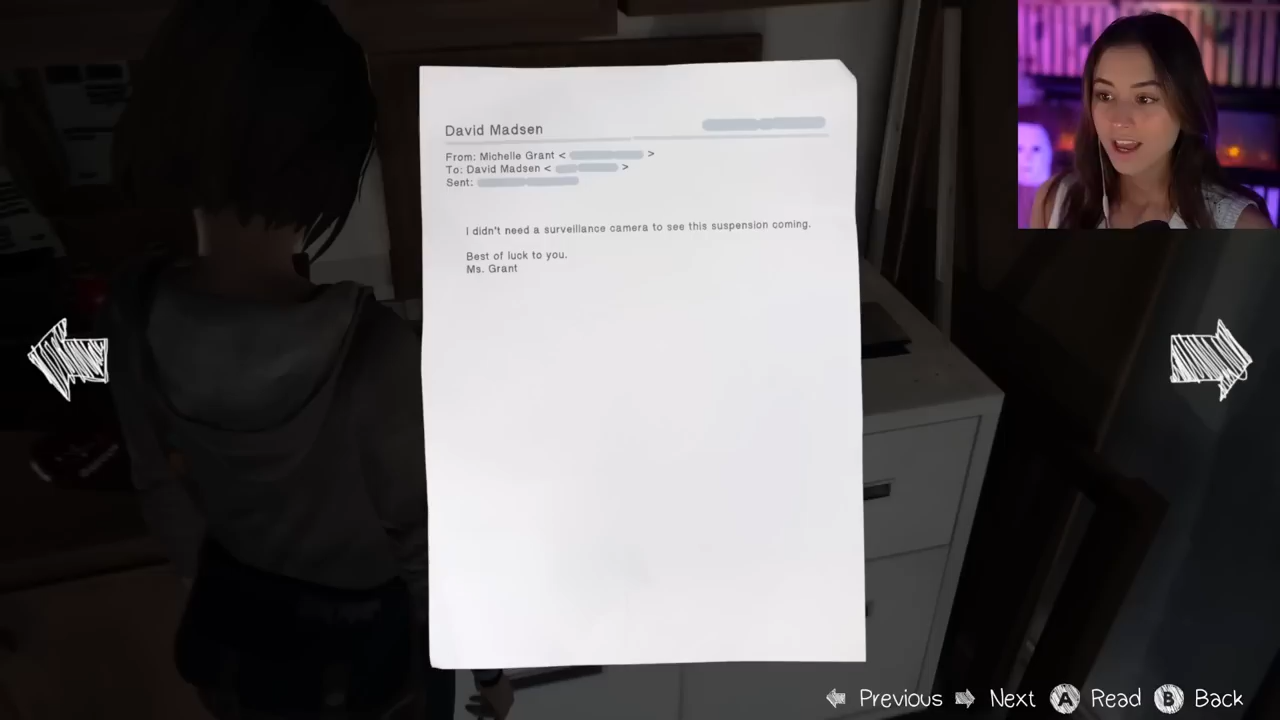 David Madsen
From: Michelle Grant < >
To: David Madsen < >
Sent:
I didn't need a surveillance camera to see this suspension coming.
Best of luck to you.
Ms. Grant
Previous Next A Read B Back